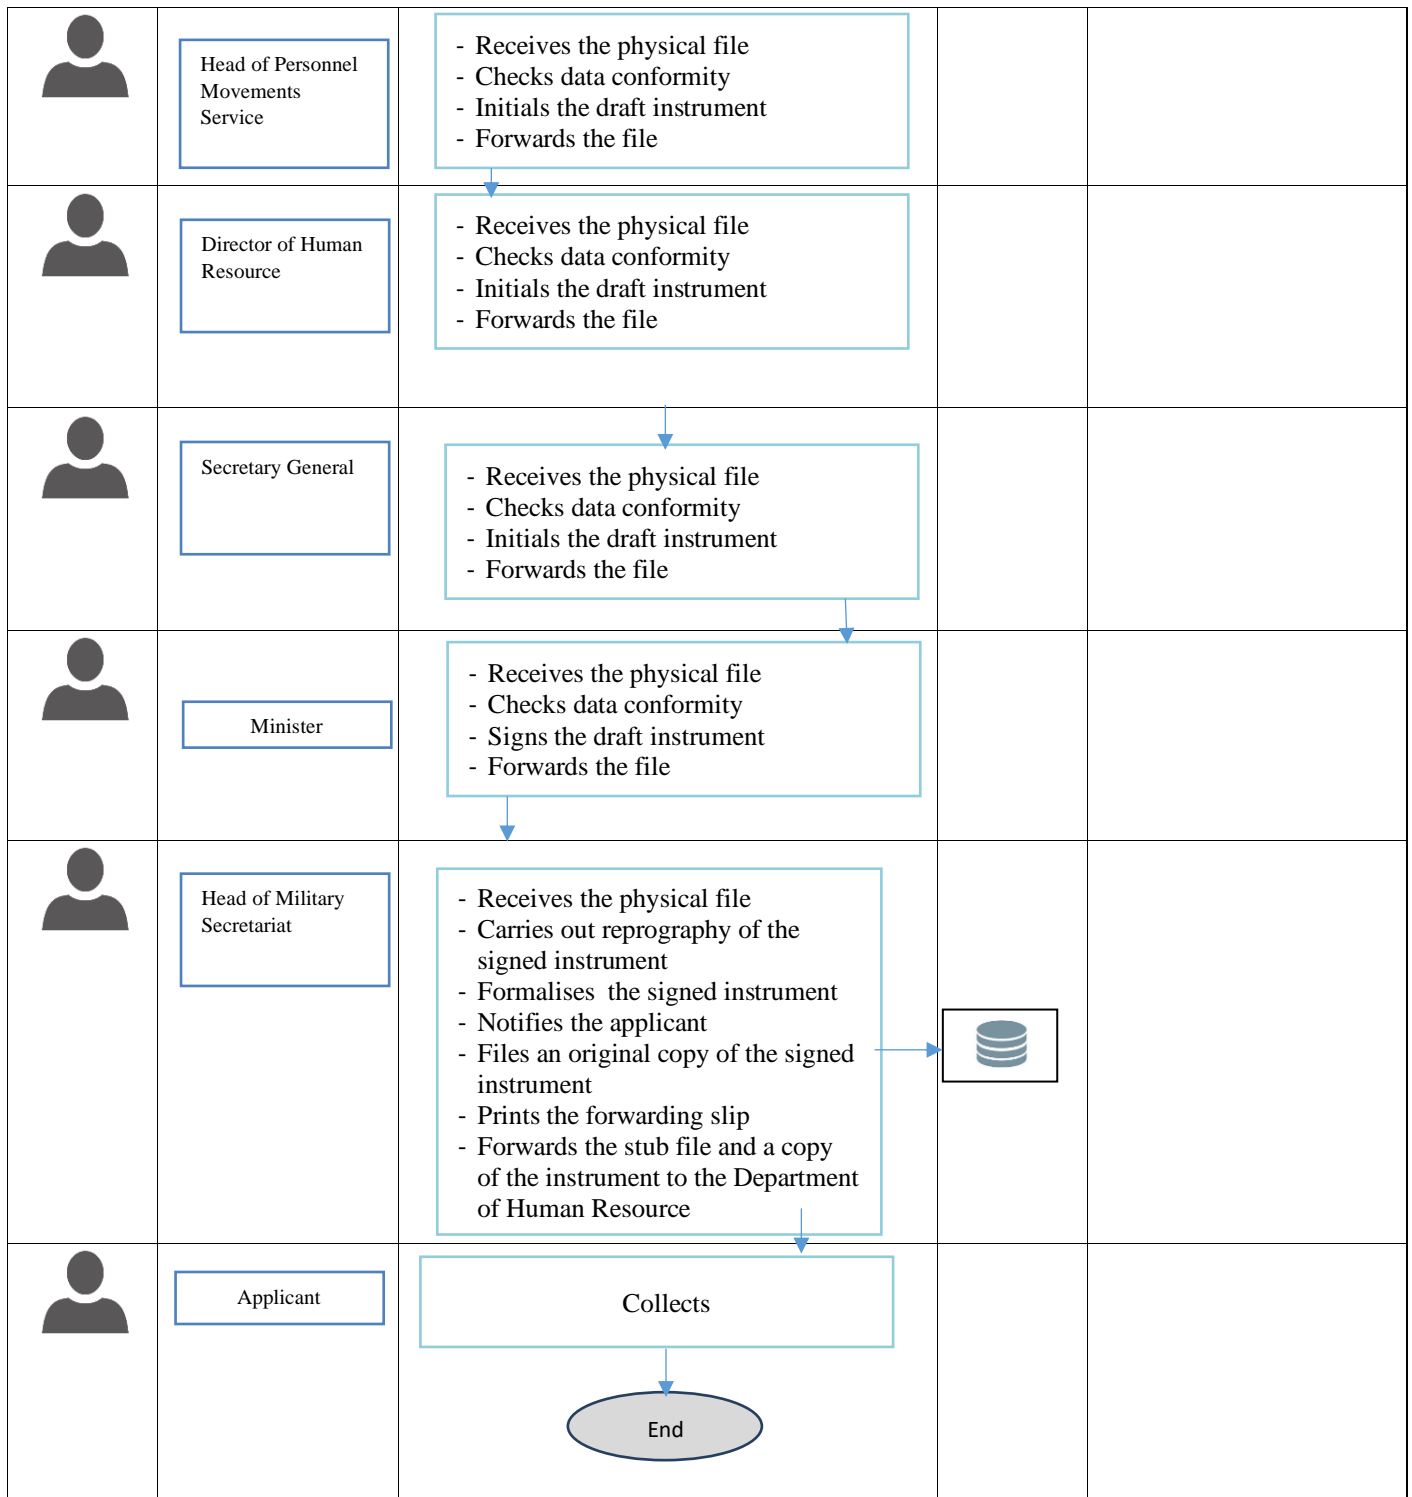 Head of Personnel
Movements
Service
- Receives the physical file
- Checks data conformity
- Initials the draft instrument
- Forwards the file
Director of Human
Resource
- Receives the physical file
- Checks data conformity
- Initials the draft instrument
- Forwards the file
Secretary General
- Receives the physical file
- Checks data conformity
- Initials the draft instrument
- Forwards the file
Minister
- Receives the physical file
- Checks data conformity
- Signs the draft instrument
- Forwards the file
Head of Military
Secretariat
- Receives the physical file
- Carries out reprography of the
signed instrument
- Formalises  the signed instrument
- Notifies the applicant
- Files an original copy of the signed
instrument
- Prints the forwarding slip
- Forwards the stub file and a copy
of the instrument to the Department
of Human Resource
Applicant
Collects
End